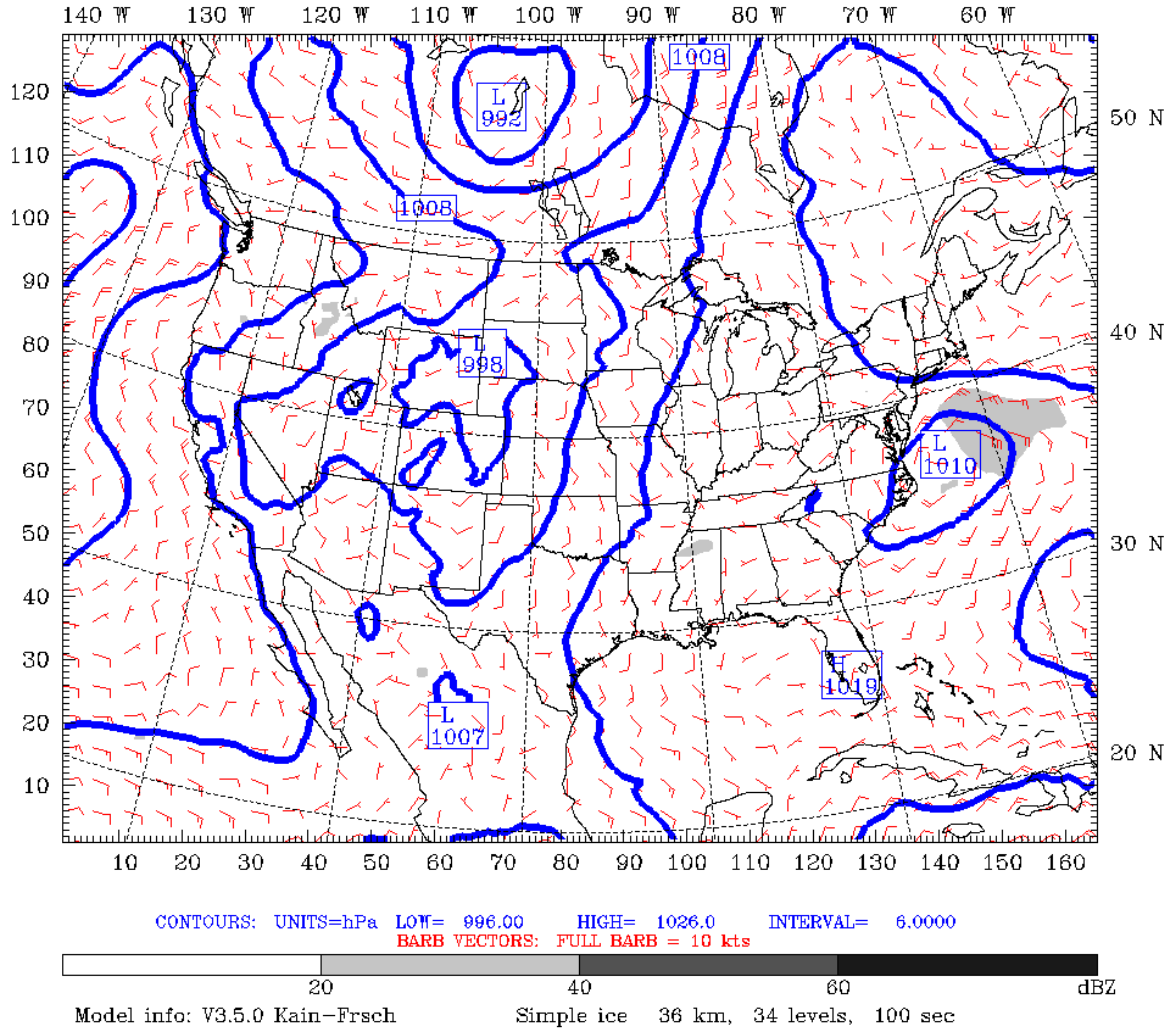 140 W 130 W 120 W 110 W 100 W 90 W 80 W 70 W 60 W
1008
120
L
992
50 N
110
100
1008
90
80
L
998
40 N
70
60
L
1010
50
30 N
40
30
H
1019
20
L
1007
20 N
10
10 20 30 40 50 60 70 80 90 100 110 120 130 140 150 160
CONTOURS: UNITS=hPa LOW= 996.00 HIGH= 1026.0 INTERVAL= 6.0000
BARB VECTORS: FULL BARB = 10 kts
20 40 60 dBZ
Model info: V3.5.0 Kain-Frsch Simple ice 36 km, 34 levels, 100 sec